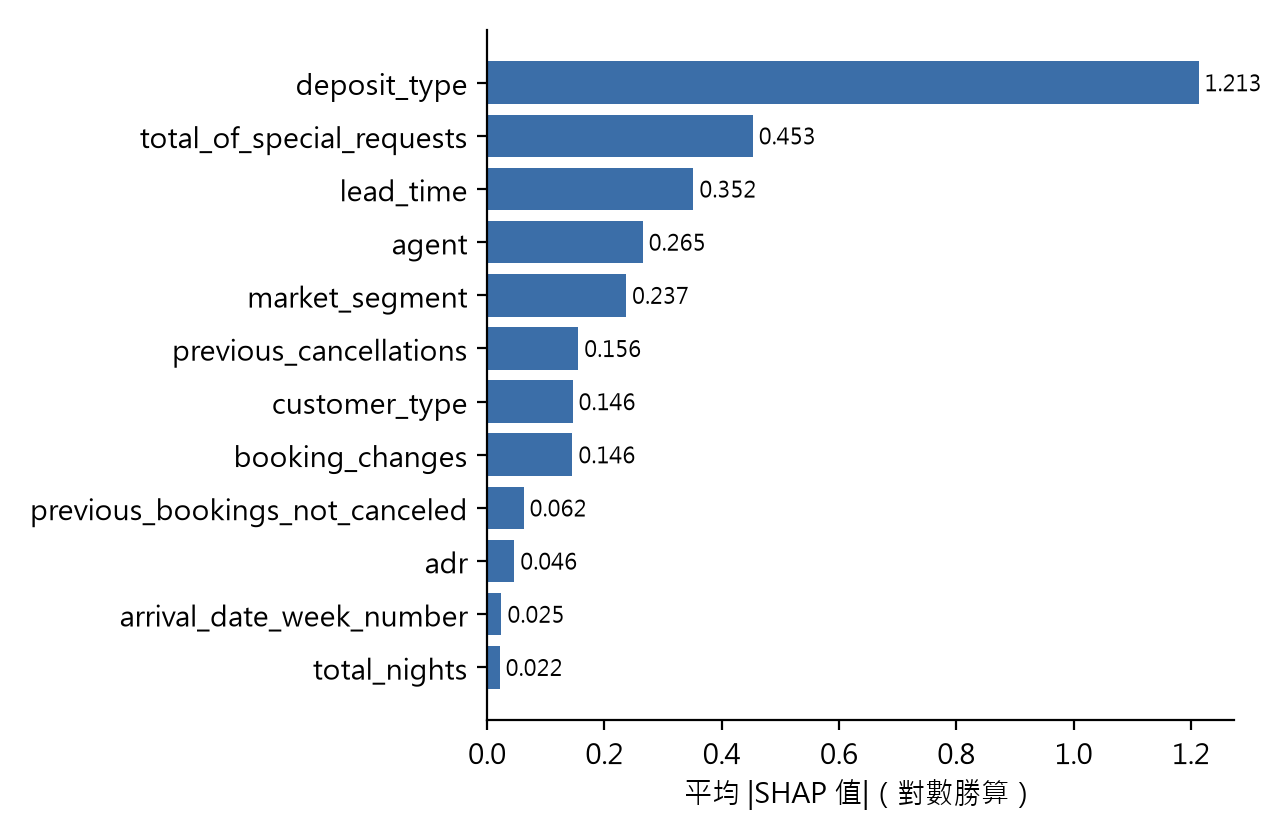 deposit_type 1.213
total_of_special_requests 0.453
lead_time 0.352
agent 0.265
market_segment 0.237
previous_cancellations 0.156
customer_type 0.146
booking_changes 0.146
previous_bookings_not_canceled 0.062
adr 0.046
arrival_date_week_number 0.025
total_nights 0.022
0.0 0.2 0.4 0.6 0.8 1.0 1.2
平均 |SHAP 值|（對數勝算）